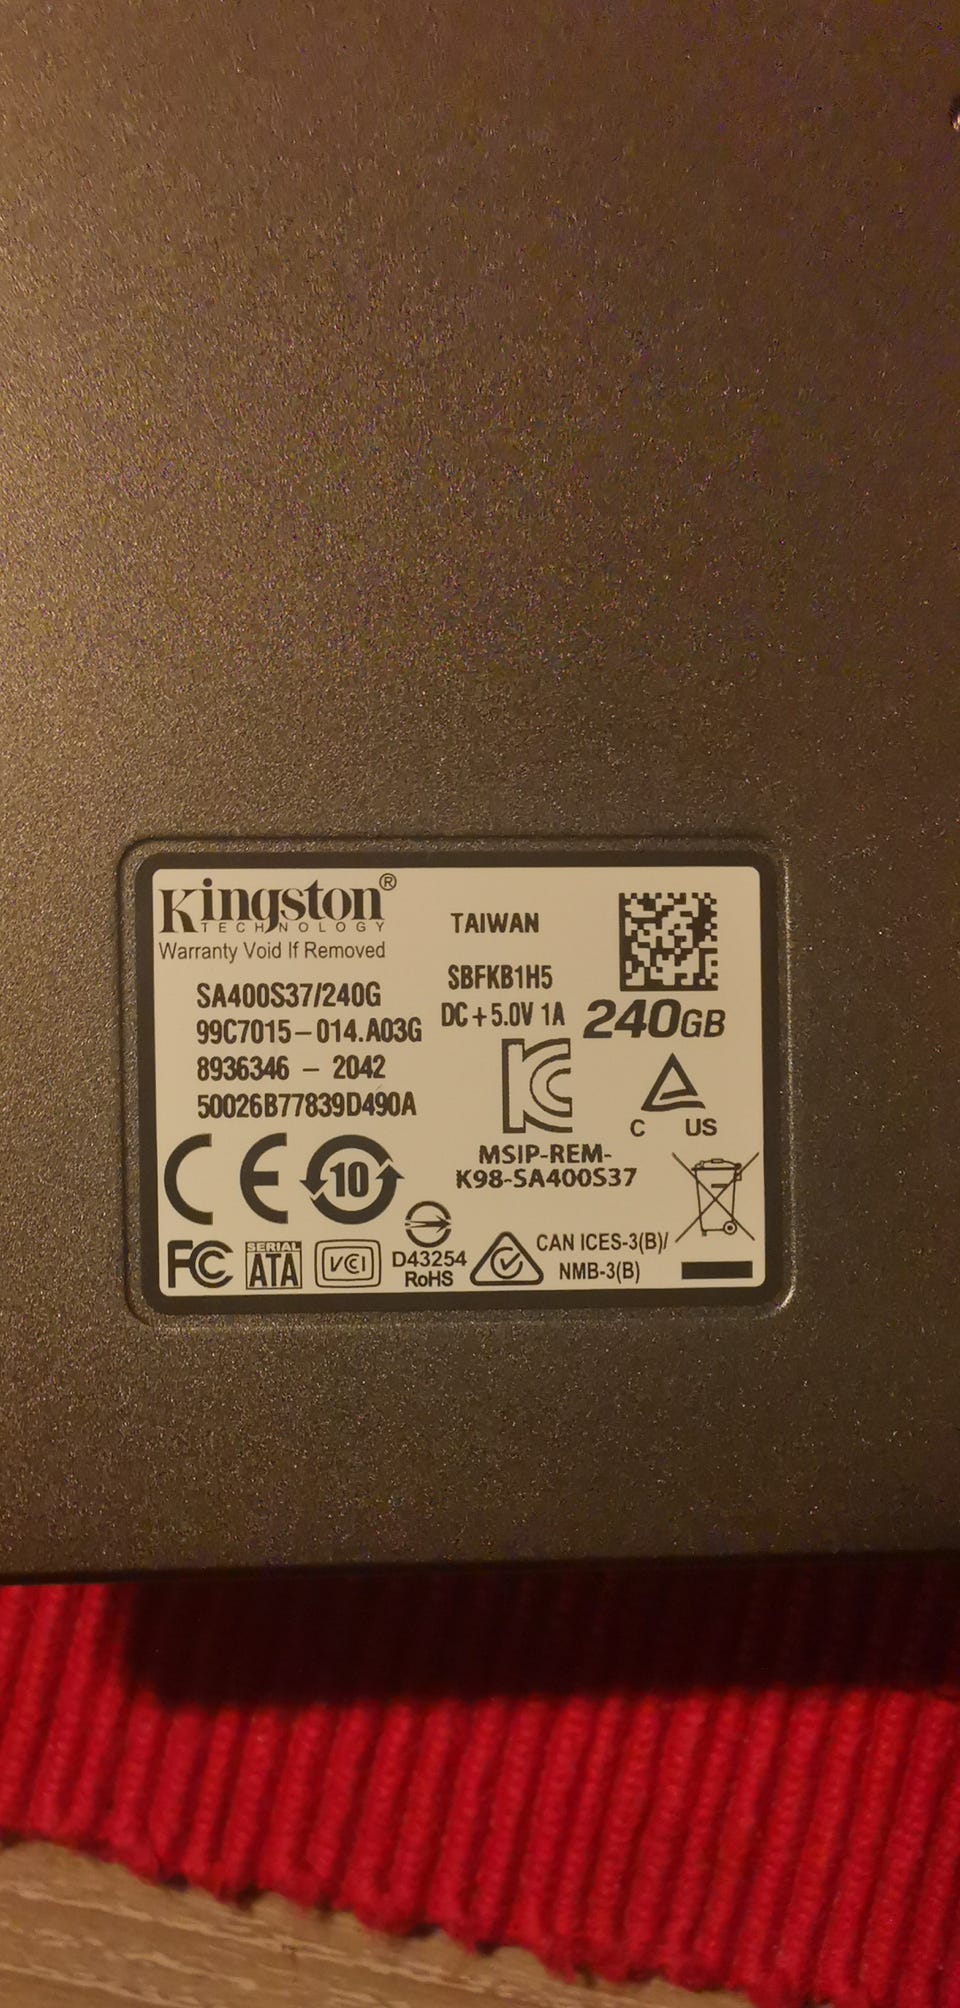 Kingston®
TECHNOLOGY
Warranty Void If Removed
SA400S37/240G
99C7015-014.A03G
8936346 - 2042
50026B77839D490A
TAIWAN
SBFKB1H5
DC+5.0V 1A
240GB
KC
MSIP-REM-
K98-SA400S37
C US
CE
10
FC
SERIAL
ATA
VCI
D43254
RoHS
CAN ICES-3(B)/
NMB-3(B)